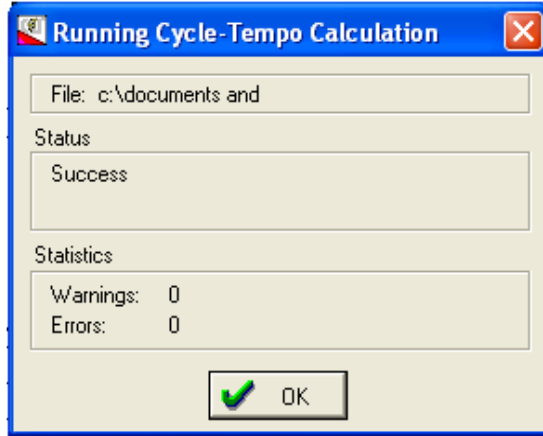 Running Cycle-Tempo Calculation
File: c:\documents and
Status
Success
Statistics
Warnings: 0
Errors: 0
OK